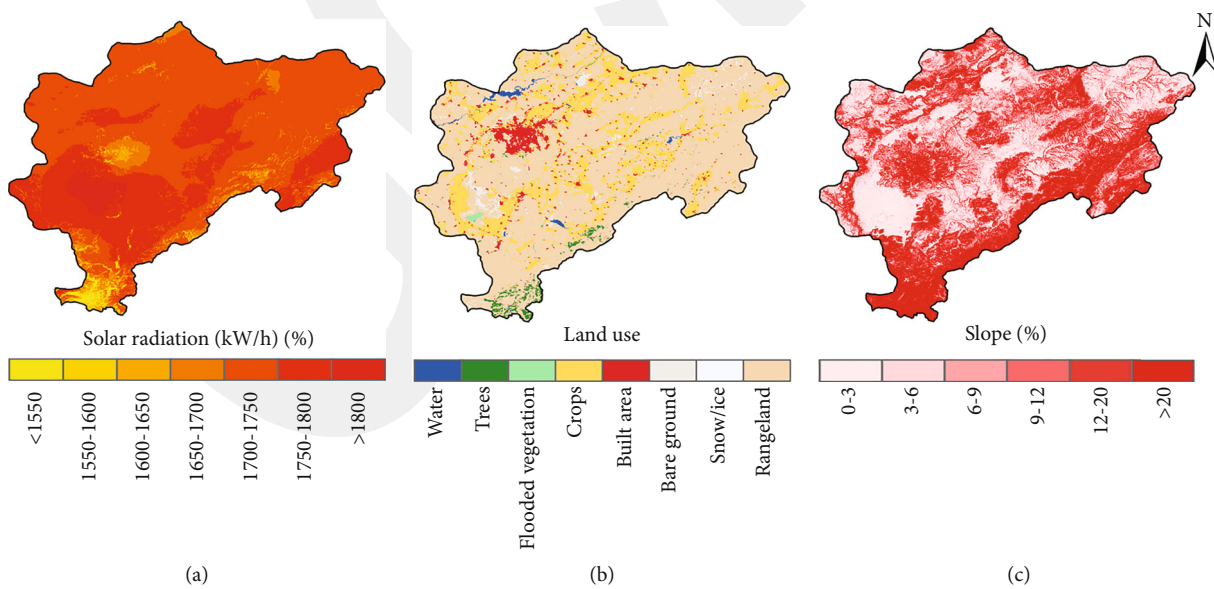 N
Solar radiation (kW/h) (%)
<1550
1550-1600
1600-1650
1650-1700
1700-1750
1750-1800
>1800
(a)
Land use
Water
Trees
Flooded vegetation
Crops
Built area
Bare ground
Snow/ice
Rangeland
(b)
Slope (%)
0-3
3-6
6-9
9-12
12-20
>20
(c)